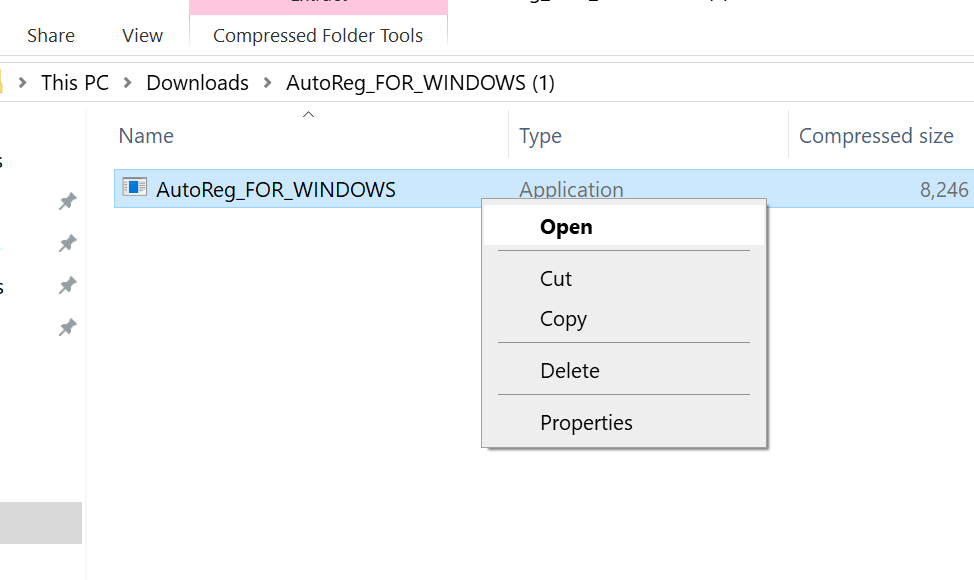 Share View Compressed Folder Tools
This PC Downloads AutoReg_FOR_WINDOWS (1)
Name Type Compressed size
AutoReg_FOR_WINDOWS Application 8,246
Open
Cut
Copy
Delete
Properties